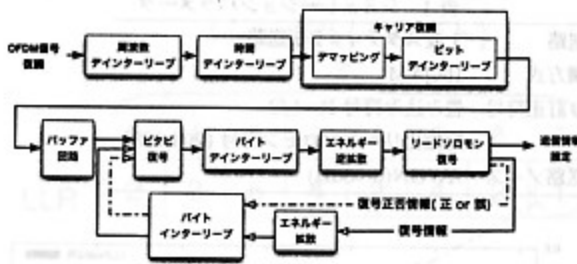 キャリア復調
OFDM信号
復調
周波数
デインターリーブ
時間
デインターリーブ
デマッピング
ビット
デインターリーブ
バッファ
回路
ビタビ
復号
バイト
デインターリーブ
エネルギー
逆拡散
リードソロモン
復号
送信情報
推定
復号正否情報(正 or 誤)
バイト
インターリーブ
エネルギー
拡散
復号情報